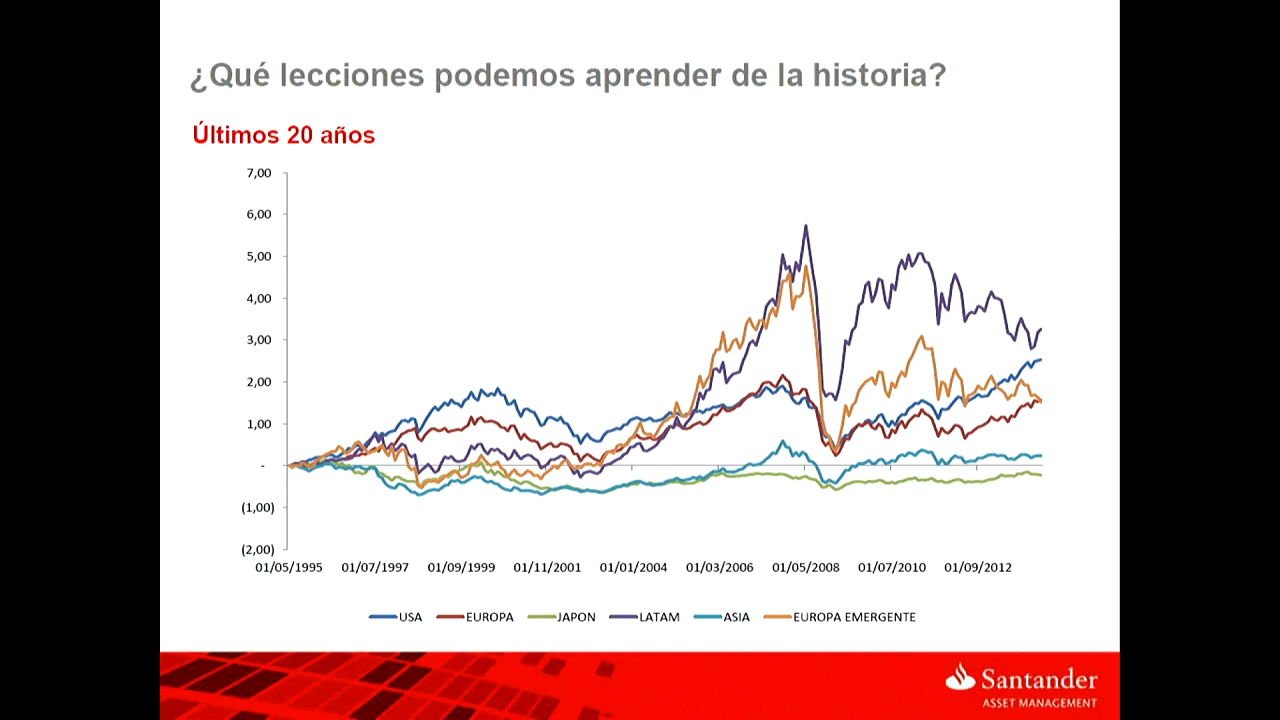 ¿Qué lecciones podemos aprender de la historia?
Últimos 20 años
7,00
6,00
5,00
4,00
3,00
2,00
1,00
-
(1,00)
(2,00)
01/05/1995 01/07/1997 01/09/1999 01/11/2001 01/01/2004 01/03/2006 01/05/2008 01/07/2010 01/09/2012
USA EUROPA JAPON LATAM ASIA EUROPA EMERGENTE
Santander
ASSET MANAGEMENT